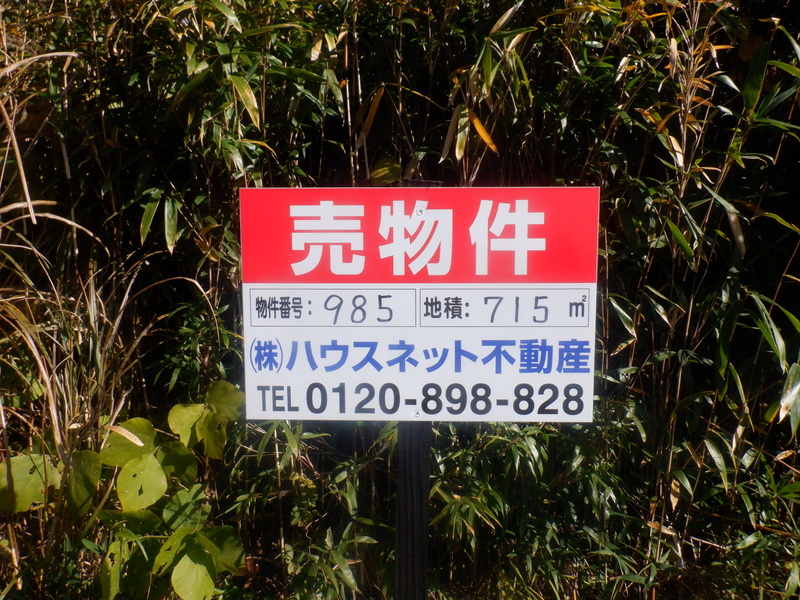 売物件
物件番号: 985 地積: 715 ㎡
(株)ハウスネット不動産
TEL 0120-898-828